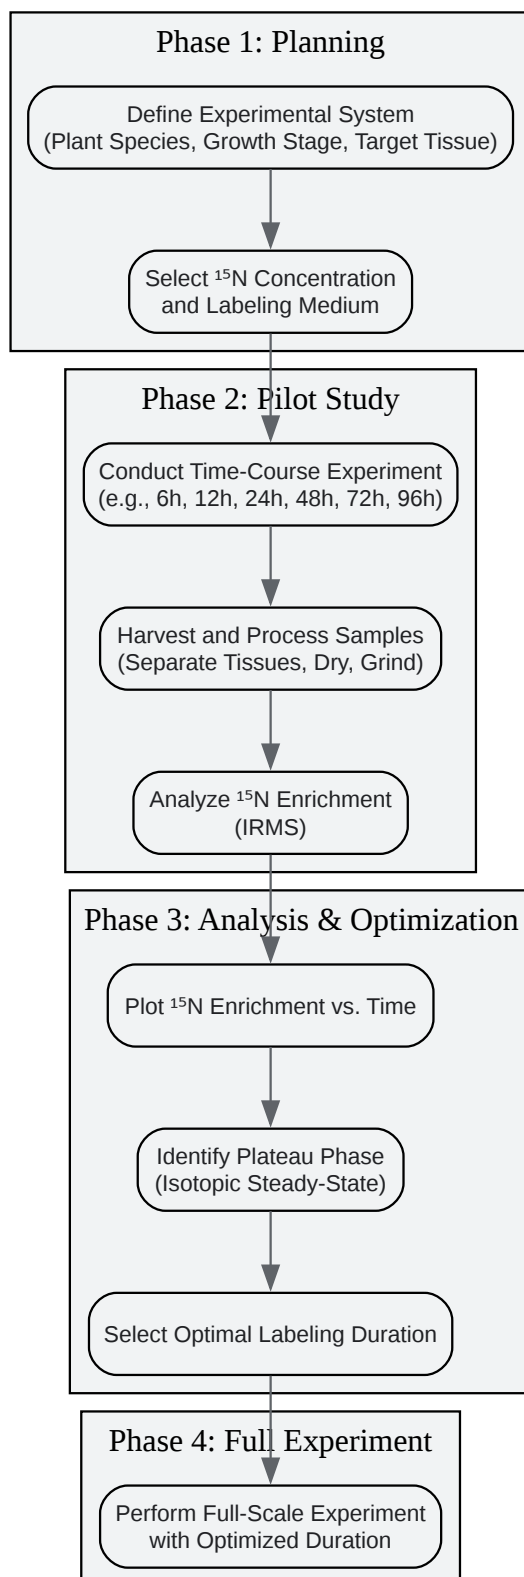 Phase 1: Planning
Define Experimental System
(Plant Species, Growth Stage, Target Tissue)
Select ¹⁵N Concentration
and Labeling Medium
Phase 2: Pilot Study
Conduct Time-Course Experiment
(e.g., 6h, 12h, 24h, 48h, 72h, 96h)
Harvest and Process Samples
(Separate Tissues, Dry, Grind)
Analyze ¹⁵N Enrichment
(IRMS)
Phase 3: Analysis & Optimization
Plot ¹⁵N Enrichment vs. Time
Identify Plateau Phase
(Isotopic Steady-State)
Select Optimal Labeling Duration
Phase 4: Full Experiment
Perform Full-Scale Experiment
with Optimized Duration